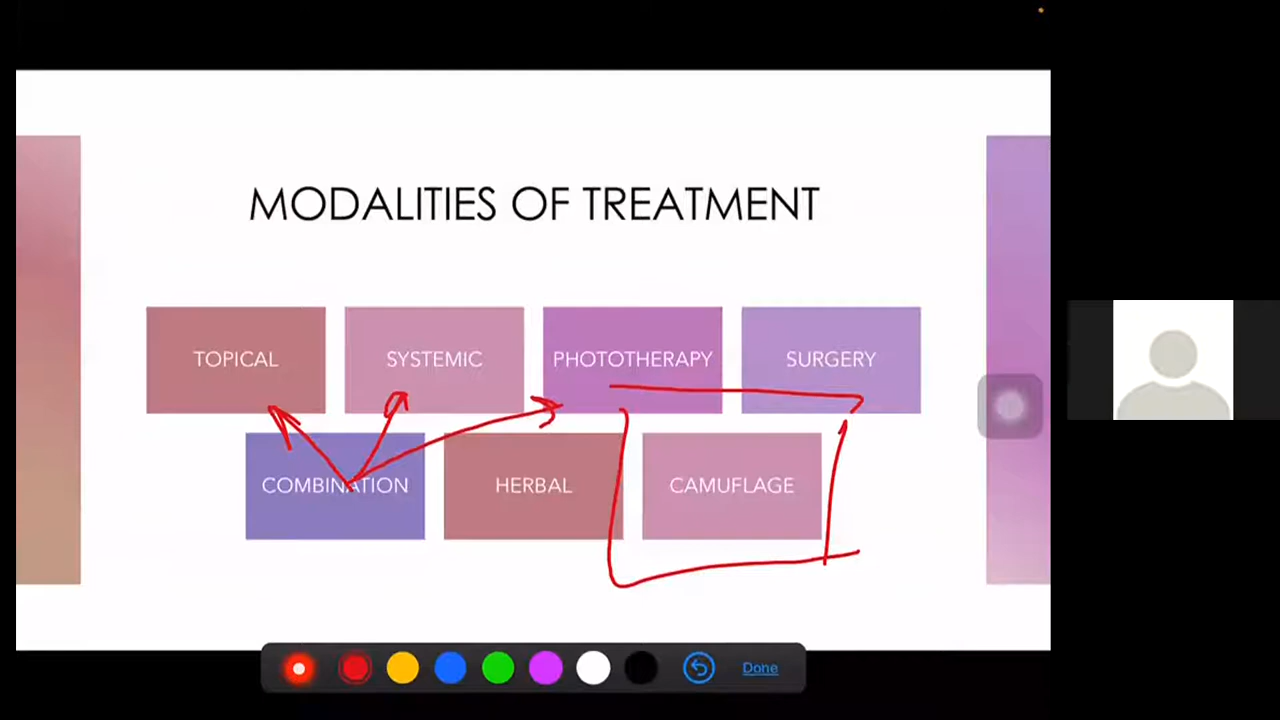 MODALITIES OF TREATMENT
TOPICAL
SYSTEMIC
PHOTOTHERAPY
SURGERY
COMBINATION
HERBAL
CAMUFLAGE
Done